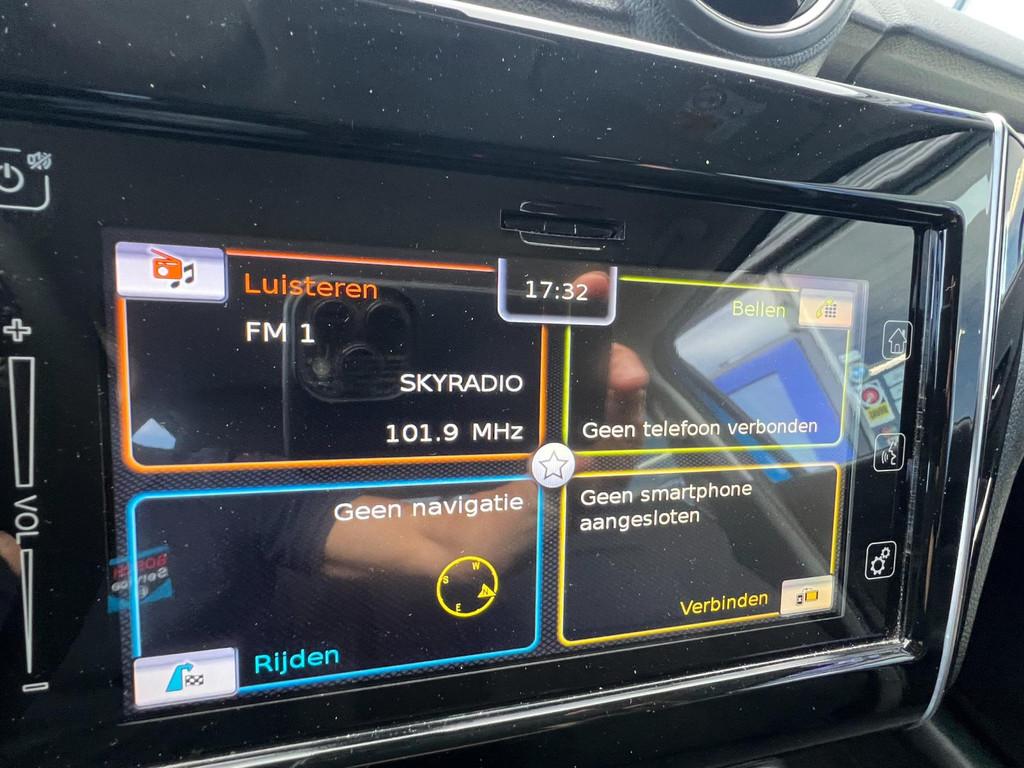 Luisteren
FM 1
SKYRADIO
101.9 MHz
17:32
Bellen
Geen telefoon verbonden
Geen navigatie
W
S
N
E
Rijden
Geen smartphone
aangesloten
Verbinden
+
VOL
-